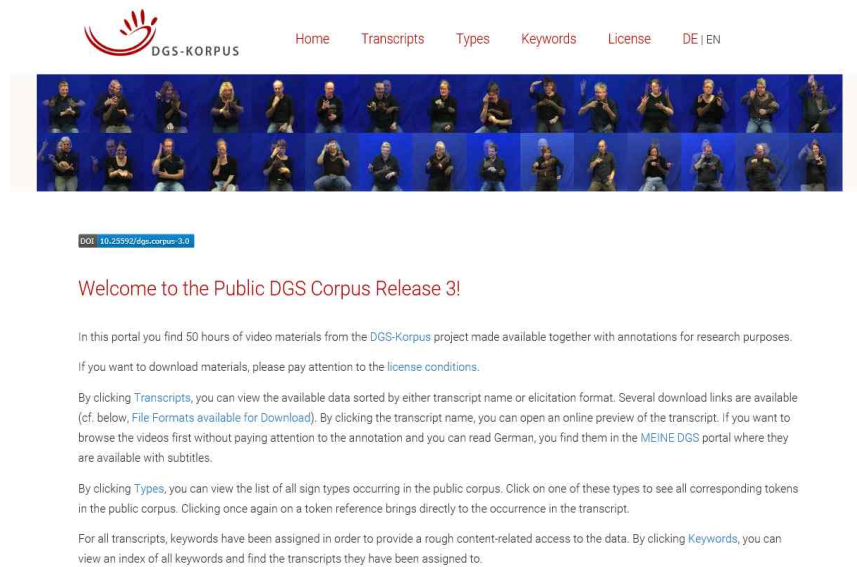 DGS-KORPUS
Home Transcripts Types Keywords License DE | EN
DOI 10.25592/dgs.corpus-3.0
Welcome to the Public DGS Corpus Release 3!
In this portal you find 50 hours of video materials from the DGS-Korpus project made available together with annotations for research purposes.
If you want to download materials, please pay attention to the license conditions.
By clicking Transcripts, you can view the available data sorted by either transcript name or elicitation format. Several download links are available
(cf. below, File Formats available for Download). By clicking the transcript name, you can open an online preview of the transcript. If you want to
browse the videos first without paying attention to the annotation and you can read German, you find them in the MEINE DGS portal where they
are available with subtitles.
By clicking Types, you can view the list of all sign types occurring in the public corpus. Click on one of these types to see all corresponding tokens
in the public corpus. Clicking once again on a token reference brings directly to the occurrence in the transcript.
For all transcripts, keywords have been assigned in order to provide a rough content-related access to the data. By clicking Keywords, you can
view an index of all keywords and find the transcripts they have been assigned to.